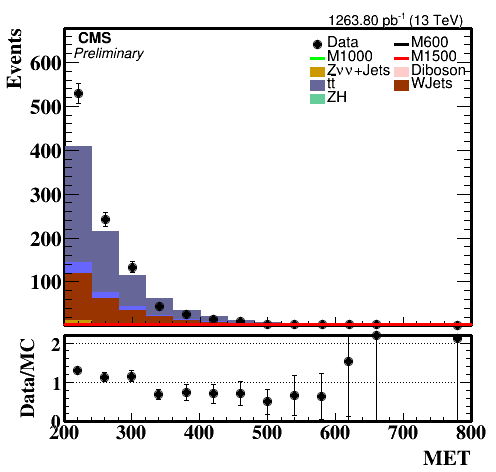 1263.80 pb⁻¹ (13 TeV)
CMS
Preliminary
Data
M600
M1000
M1500
Zνν+Jets
Diboson
tt
WJets
ZH
Events
600
500
400
300
200
100
Data/MC
2
1
0
200 300 400 500 600 700 800
MET